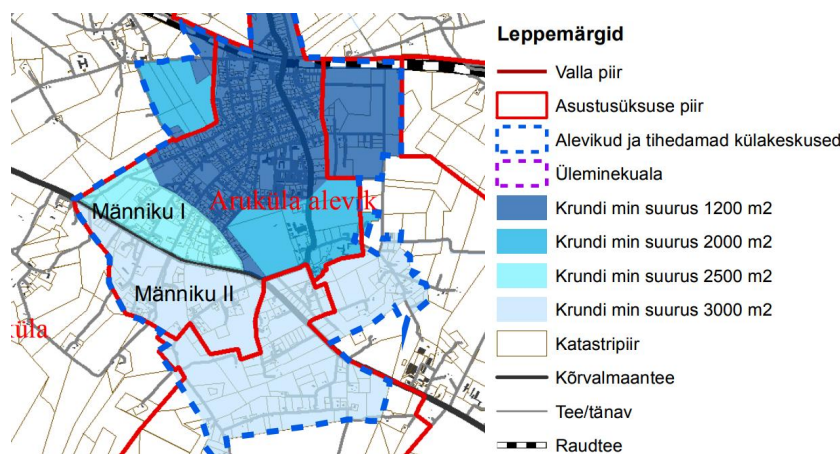 Männiku I
Aruküla alevik
Männiku II
üla
Leppemärgid
Valla piir
Asustusüksuse piir
Alevikud ja tihedamad külakeskused
Üleminekuala
Krundi min suurus 1200 m2
Krundi min suurus 2000 m2
Krundi min suurus 2500 m2
Krundi min suurus 3000 m2
Katastripiir
Kõrvalmaantee
Tee/tänav
Raudtee